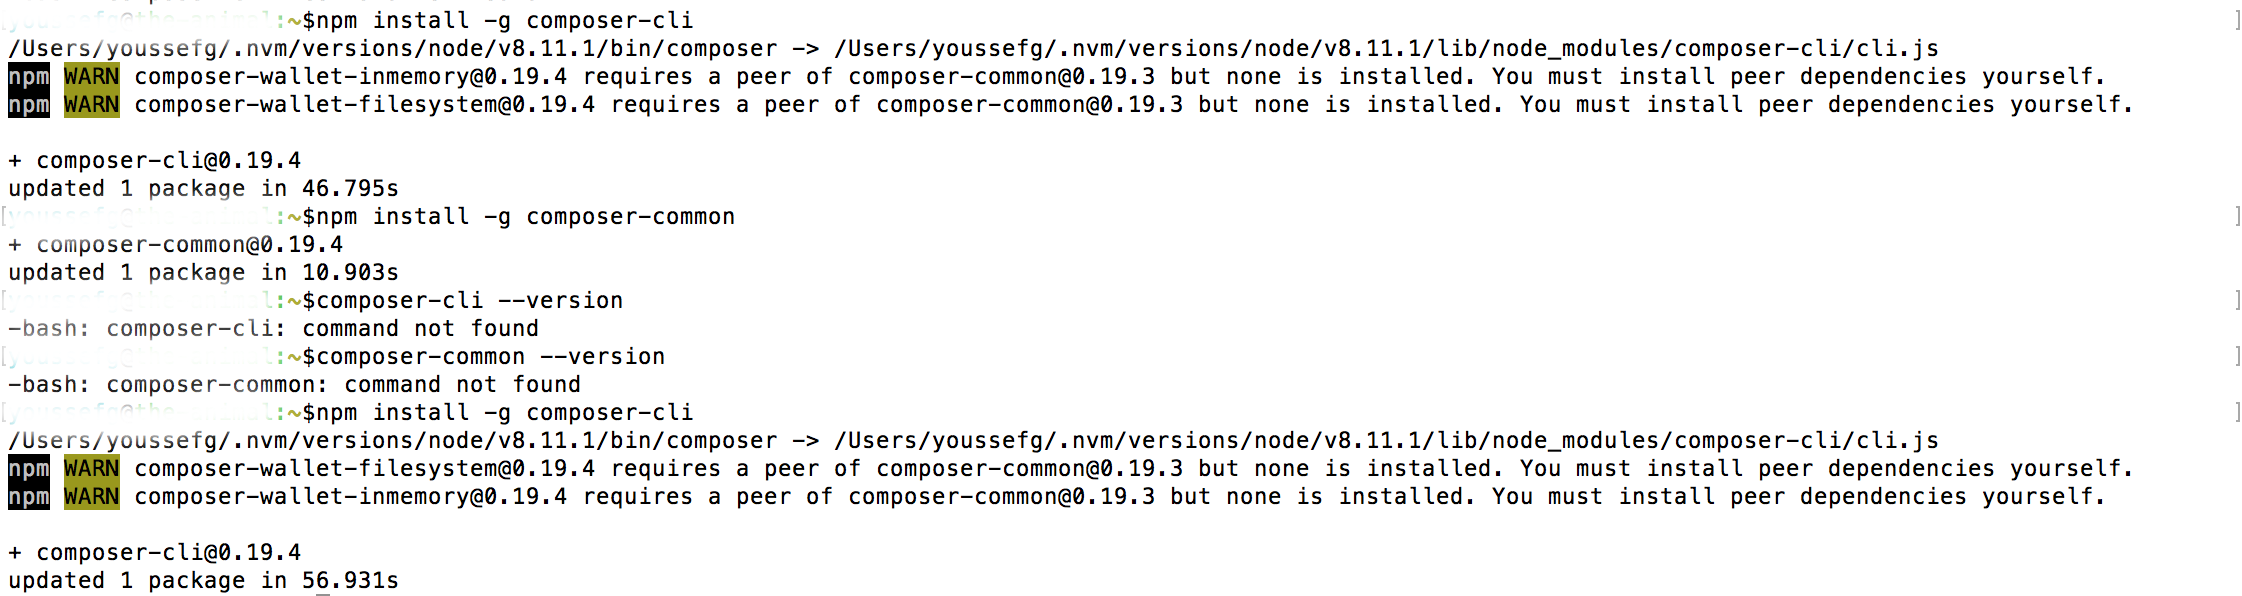 :~$npm install -g composer-cli
/Users/youssefg/.nvm/versions/node/v8.11.1/bin/composer -> /Users/youssefg/.nvm/versions/node/v8.11.1/lib/node_modules/composer-cli/cli.js
npm WARN composer-wallet-inmemory@0.19.4 requires a peer of composer-common@0.19.3 but none is installed. You must install peer dependencies yourself.
npm WARN composer-wallet-filesystem@0.19.4 requires a peer of composer-common@0.19.3 but none is installed. You must install peer dependencies yourself.
+ composer-cli@0.19.4
updated 1 package in 46.795s
:~$npm install -g composer-common
+ composer-common@0.19.4
updated 1 package in 10.903s
:~$composer-cli --version
-bash: composer-cli: command not found
:~$composer-common --version
-bash: composer-common: command not found
:~$npm install -g composer-cli
/Users/youssefg/.nvm/versions/node/v8.11.1/bin/composer -> /Users/youssefg/.nvm/versions/node/v8.11.1/lib/node_modules/composer-cli/cli.js
npm WARN composer-wallet-filesystem@0.19.4 requires a peer of composer-common@0.19.3 but none is installed. You must install peer dependencies yourself.
npm WARN composer-wallet-inmemory@0.19.4 requires a peer of composer-common@0.19.3 but none is installed. You must install peer dependencies yourself.
+ composer-cli@0.19.4
updated 1 package in 56.931s